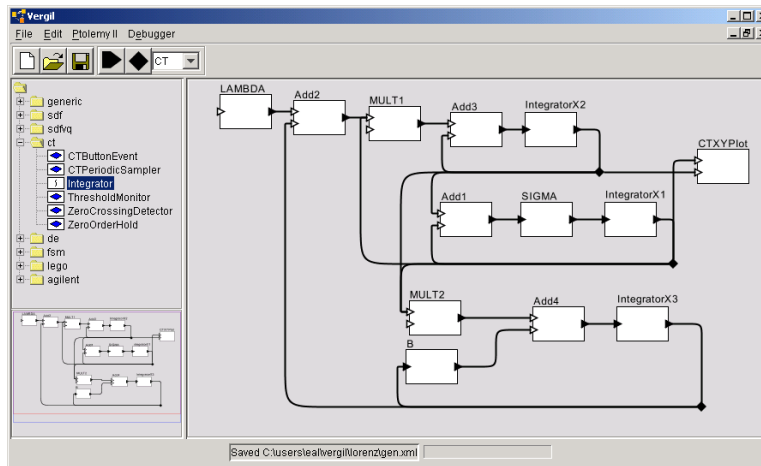 Vergil
File Edit Ptolemy II Debugger
CT
generic
sdf
sdfvq
ct
CTButtonEvent
CTPeriodicSampler
Integrator
ThresholdMonitor
ZeroCrossingDetector
ZeroOrderHold
de
fsm
lego
agilent
LAMBDA
Add2
MULT1
Add3
IntegratorX2
CTXYPlot
Add1
SIGMA
IntegratorX1
MULT2
Add4
IntegratorX3
B
Saved C:\users\eal\vergil\lorenz\gen.xml